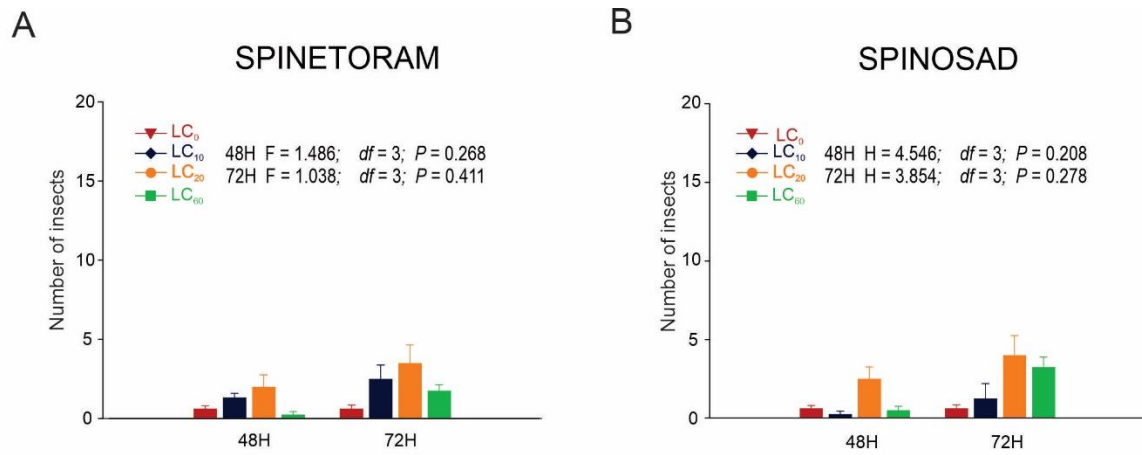 A
SPINETORAM
20
15
10
5
0
Number of insects
LC₀
LC₁₀
LC₂₀
LC₆₀
48H F = 1.486; df = 3; P = 0.268
72H F = 1.038; df = 3; P = 0.411
48H 72H
B
SPINOSAD
20
15
10
5
0
Number of insects
LC₀
LC₁₀
LC₂₀
LC₆₀
48H H = 4.546; df = 3; P = 0.208
72H H = 3.854; df = 3; P = 0.278
48H 72H